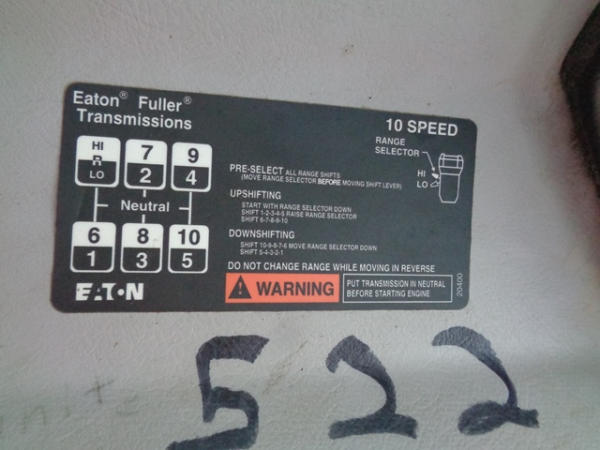 Eaton® Fuller®
Transmissions
10 SPEED
RANGE
SELECTOR
HI
LO
HI R LO
7 2
9 4
Neutral
6 1
8 3
10 5
PRE-SELECT ALL RANGE SHIFTS
(MOVE RANGE SELECTOR BEFORE MOVING SHIFT LEVER)
UPSHIFTING
START WITH RANGE SELECTOR DOWN
SHIFT 1-2-3-4-5 RAISE RANGE SELECTOR
SHIFT 6-7-8-9-10
DOWNSHIFTING
SHIFT 10-9-8-7-6 MOVE RANGE SELECTOR DOWN
SHIFT 5-4-3-2-1
DO NOT CHANGE RANGE WHILE MOVING IN REVERSE
WARNING
PUT TRANSMISSION IN NEUTRAL
BEFORE STARTING ENGINE
20400
EATON
522